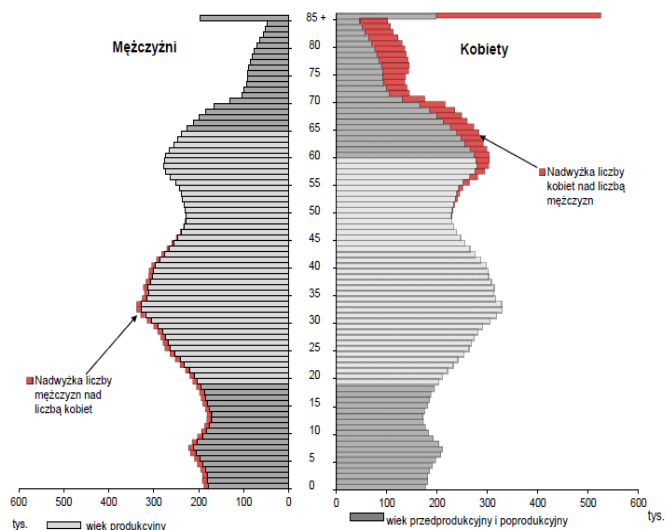 Mężczyźni
Kobiety
85 +
80
75
70
65
60
55
50
45
40
35
30
25
20
15
10
5
0
Nadwyżka liczby
kobiet nad liczbą
mężczyzn
Nadwyżka liczby
mężczyzn nad
liczbą kobiet
600 500 400 300 200 100 0
0 100 200 300 400 500 600
tys. wiek produkcyjny
wiek przedprodukcyjny i poprodukcyjny tys.